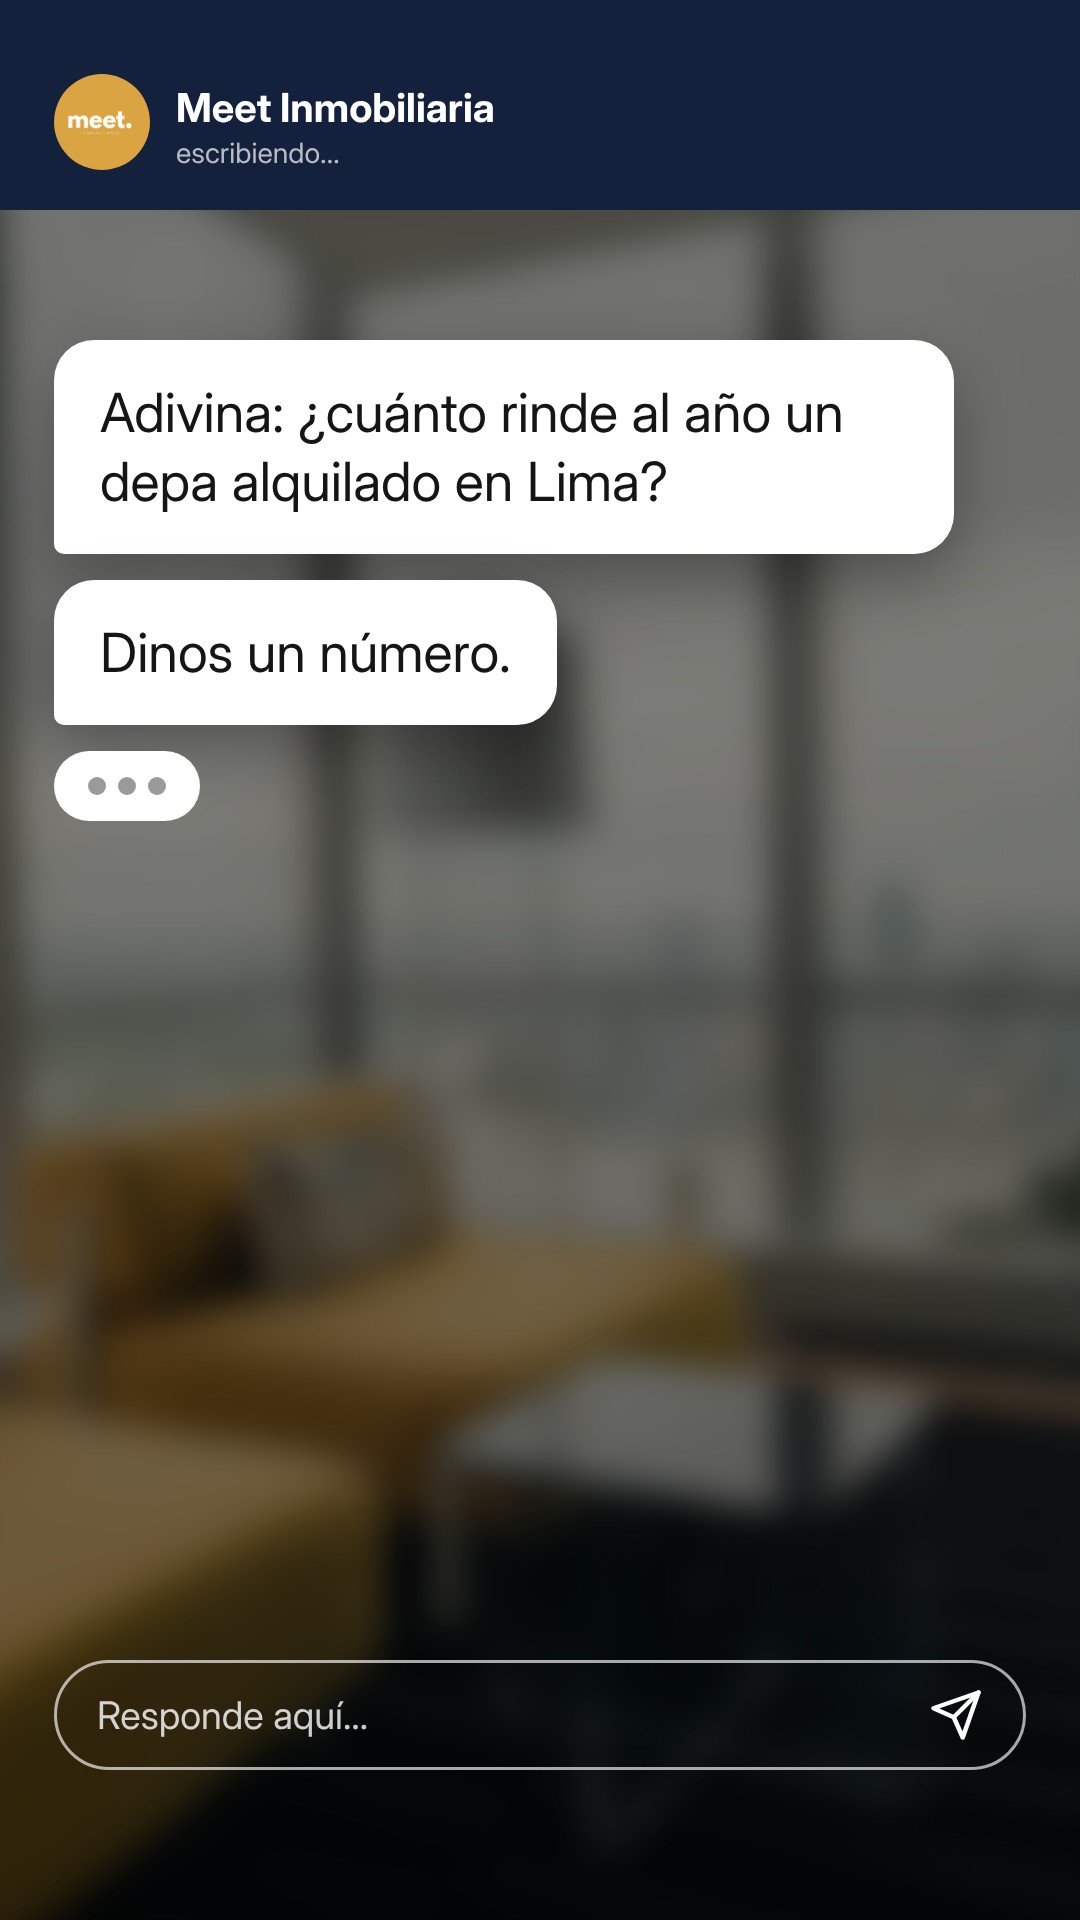 meet.
Meet Inmobiliaria
escribiendo...
Adivina: ¿cuánto rinde al año un
depa alquilado en Lima?
Dinos un número.
Responde aquí...